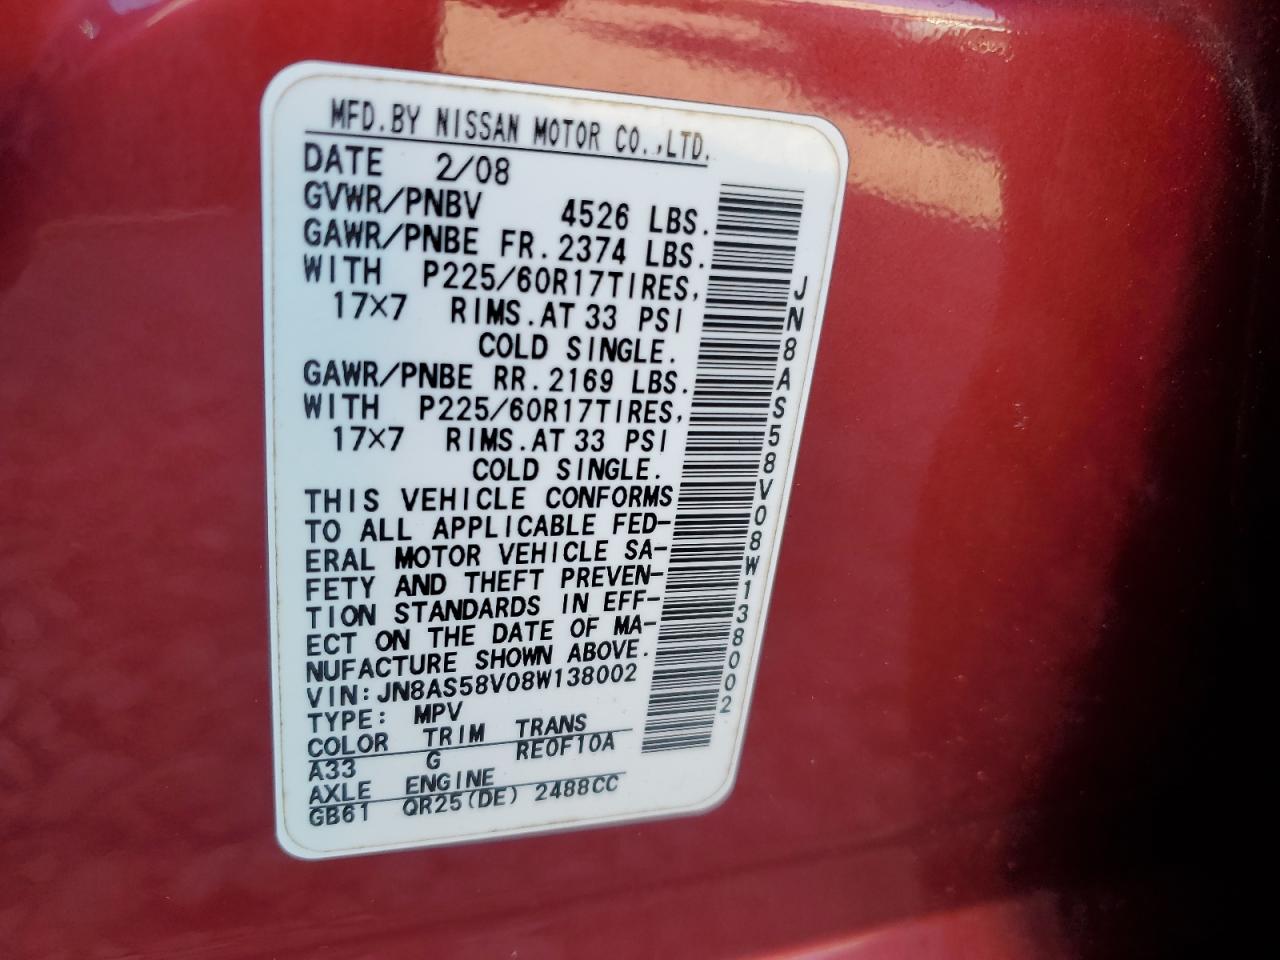 MFD.BY NISSAN MOTOR CO.,LTD.
DATE 2/08
GVWR/PNBV 4526 LBS.
GAWR/PNBE FR.2374 LBS.
WITH P225/60R17TIRES,
17×7 RIMS.AT 33 PSI
COLD SINGLE.
GAWR/PNBE RR.2169 LBS.
WITH P225/60R17TIRES,
17×7 RIMS.AT 33 PSI
COLD SINGLE.
THIS VEHICLE CONFORMS
TO ALL APPLICABLE FED-
ERAL MOTOR VEHICLE SA-
FETY AND THEFT PREVEN-
TION STANDARDS IN EFF-
ECT ON THE DATE OF MA-
NUFACTURE SHOWN ABOVE.
VIN:JN8AS58V08W138002
TYPE: MPV
COLOR TRIM TRANS
A33 G RE0F10A
AXLE ENGINE
GB61 QR25(DE) 2488CC
JN8AS58V08W138002